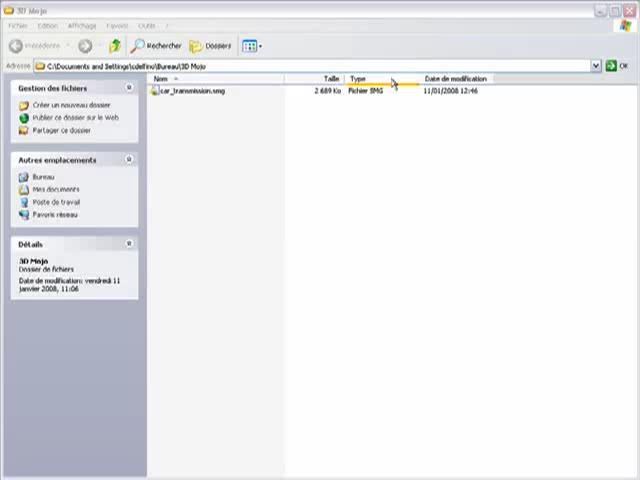 3D Mojo
Fichier Edition Affichage Favoris Outils ?
Précédente Rechercher Dossiers
Adresse C:\Documents and Settings\cdelfino\Bureau\3D Mojo OK
Nom Taille Type Date de modification
car_transmission.smg 2 689 Ko Fichier SMG 11/01/2008 12:46
Gestion des fichiers
Créer un nouveau dossier
Publier ce dossier sur le Web
Partager ce dossier
Autres emplacements
Bureau
Mes documents
Poste de travail
Favoris réseau
Détails
3D Mojo
Dossier de fichiers
Date de modification: vendredi 11
janvier 2008, 11:06